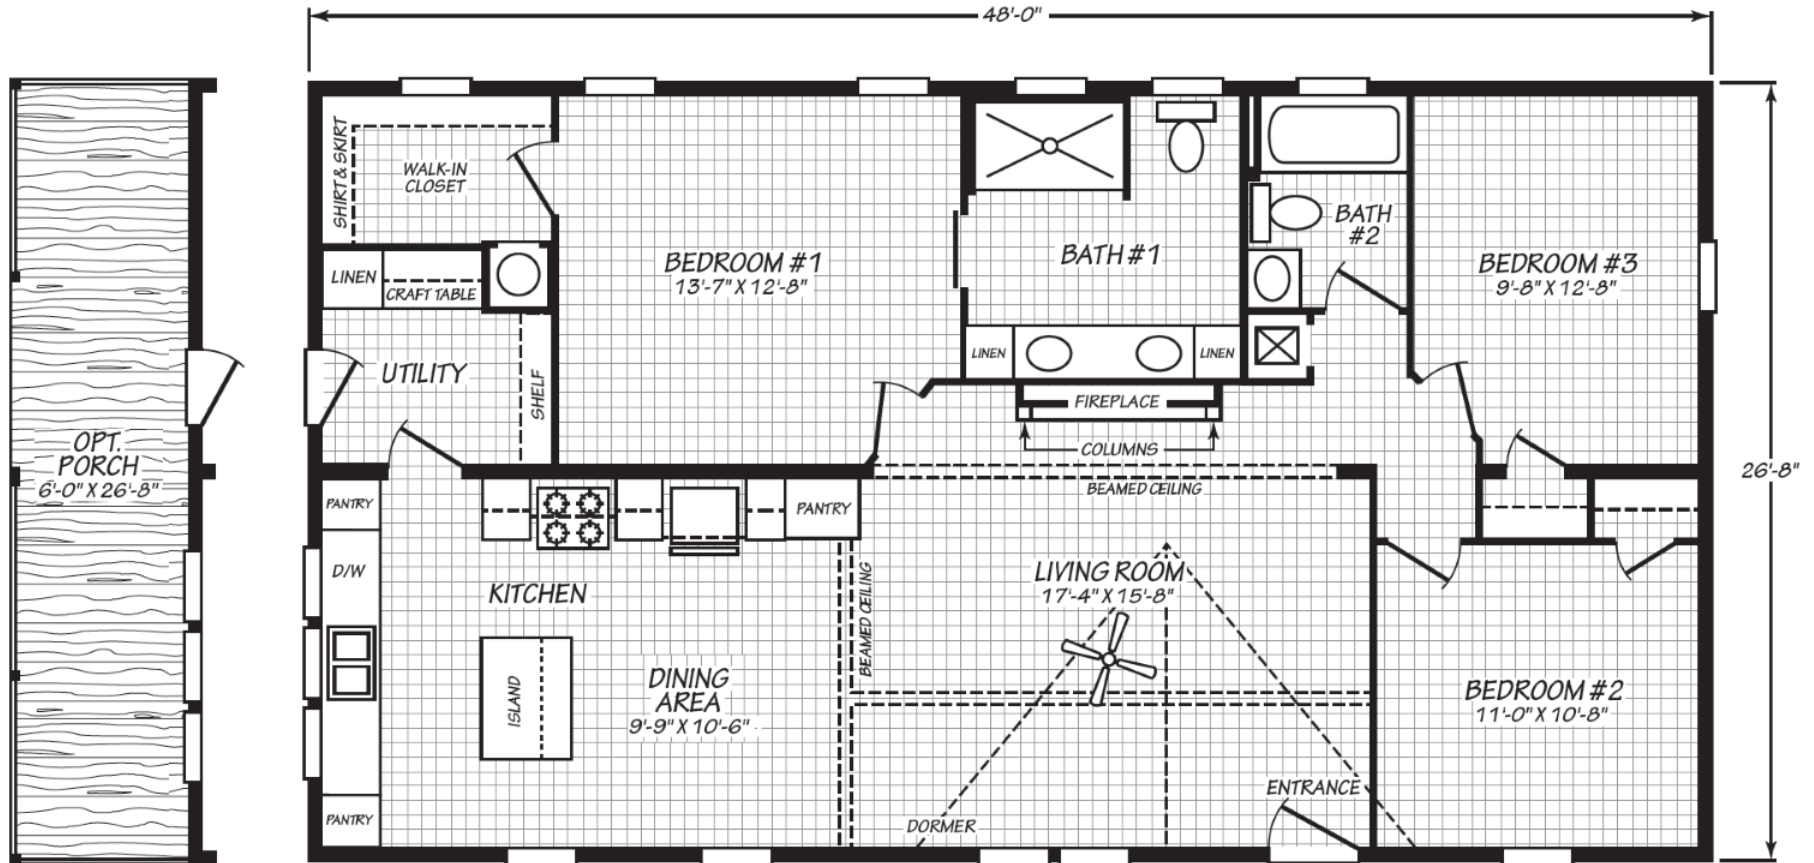 48'-0"
SHIRT & SKIRT
WALK-IN
CLOSET
LINEN
CRAFT TABLE
UTILITY
SHELF
BEDROOM #1
13'-7" X 12'-8"
BATH #1
LINEN
LINEN
FIREPLACE
COLUMNS
BEAMED CEILING
BATH
#2
BEDROOM #3
9'-8" X 12'-8"
26'-8"
OPT.
PORCH
6'-0" X 26'-8"
PANTRY
D/W
PANTRY
PANTRY
KITCHEN
ISLAND
DINING
AREA
9'-9" X 10'-6"
BEAMED CEILING
LIVING ROOM
17'-4" X 15'-8"
DORMER
ENTRANCE
BEDROOM #2
11'-0" X 10'-8"